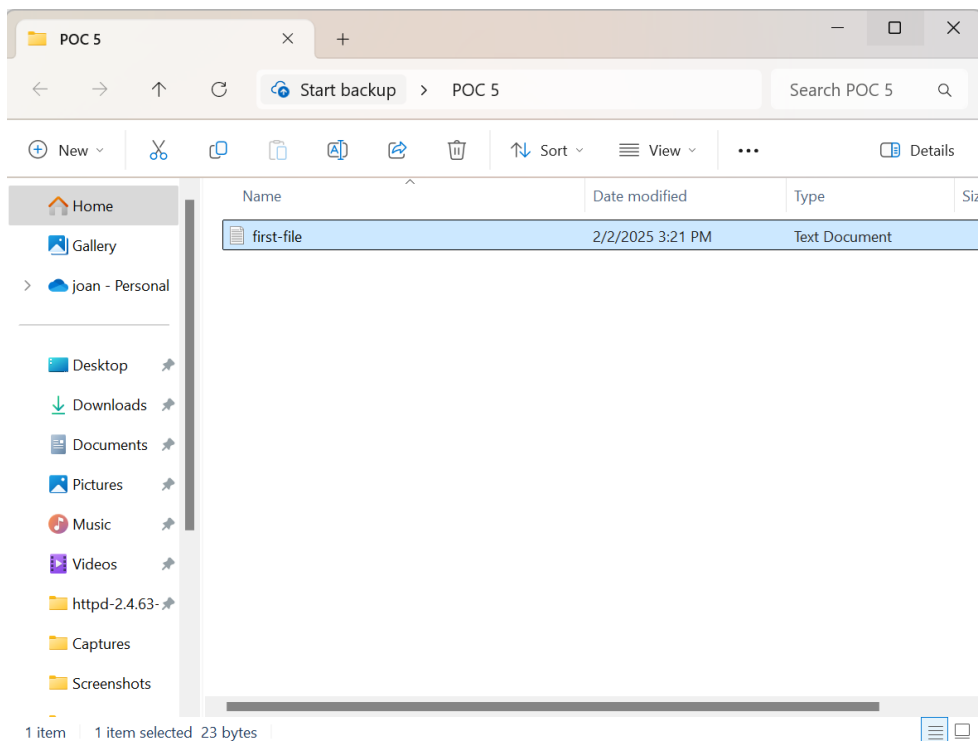 POC 5
Start backup > POC 5
Search POC 5
New
Sort
View
Details
Name
Date modified
Type
Siz
Home
first-file
2/2/2025 3:21 PM
Text Document
Gallery
joan - Personal
Desktop
Downloads
Documents
Pictures
Music
Videos
httpd-2.4.63-
Captures
Screenshots
1 item
1 item selected 23 bytes